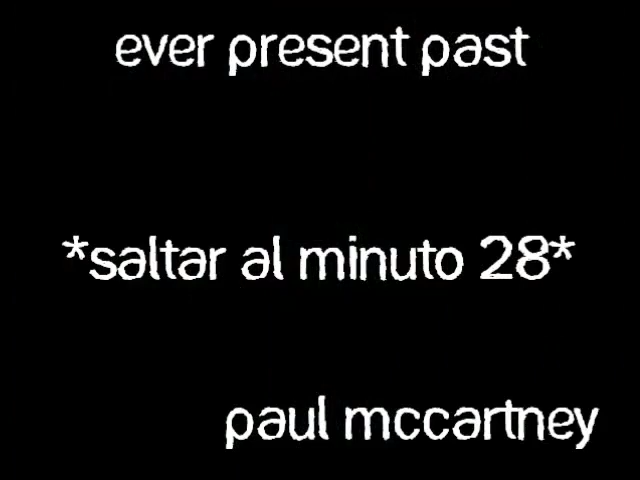 ever present past
*saltar al minuto 28*
paul mccartney